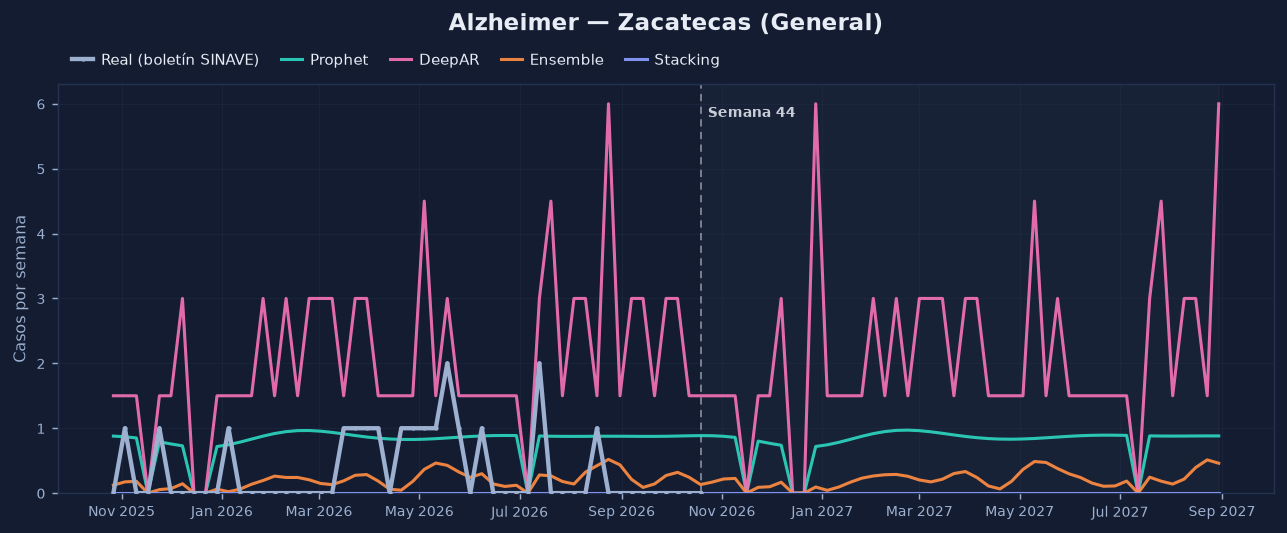 Alzheimer — Zacatecas (General)
Real (boletín SINAVE) Prophet DeepAR Ensemble Stacking
Semana 44
Casos por semana
6
5
4
3
2
1
0
Nov 2025 Jan 2026 Mar 2026 May 2026 Jul 2026 Sep 2026 Nov 2026 Jan 2027 Mar 2027 May 2027 Jul 2027 Sep 2027